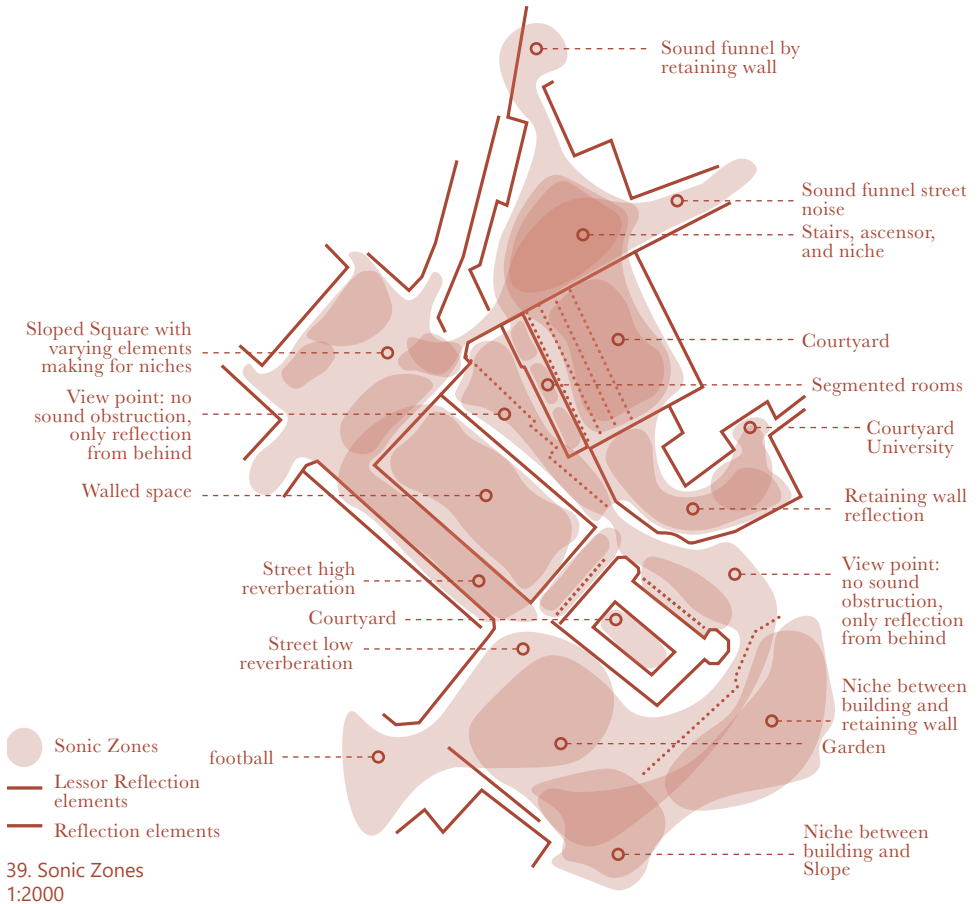 Sound funnel by
retaining wall
Sound funnel street
noise
Stairs, ascensor,
and niche
Sloped Square with
varying elements
making for niches
Courtyard
View point: no
sound obstruction,
only reflection
from behind
Segmented rooms
Courtyard
University
Walled space
Retaining wall
reflection
Street high
reverberation
View point:
no sound
obstruction,
only reflection
from behind
Courtyard
Street low
reverberation
Niche between
building and
retaining wall
Garden
football
Niche between
building and
Slope
Sonic Zones
Lessor Reflection
elements
Reflection elements
39. Sonic Zones
1:2000